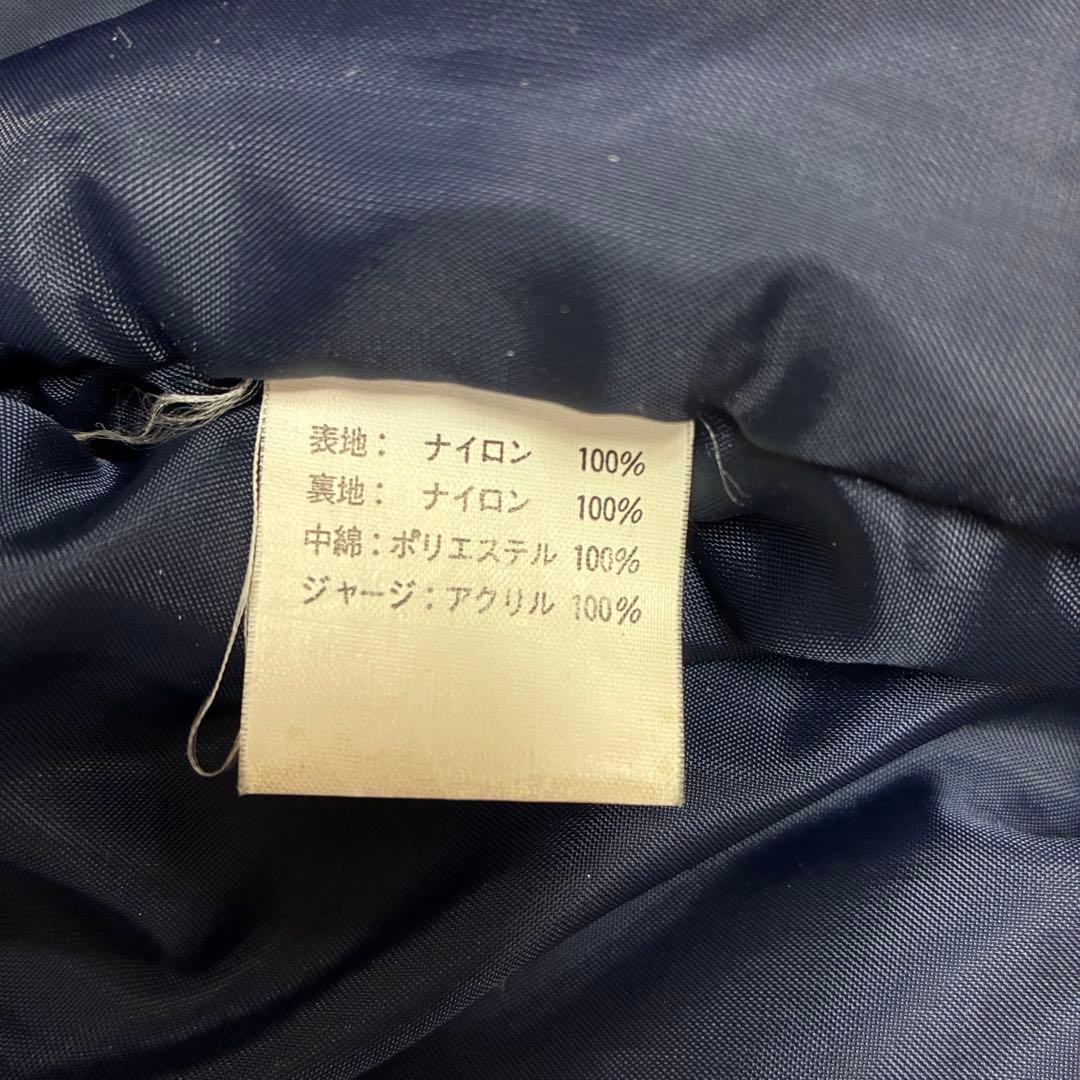 表地： ナイロン 100%
裏地： ナイロン 100%
中綿：ポリエステル 100%
ジャージ：アクリル 100%